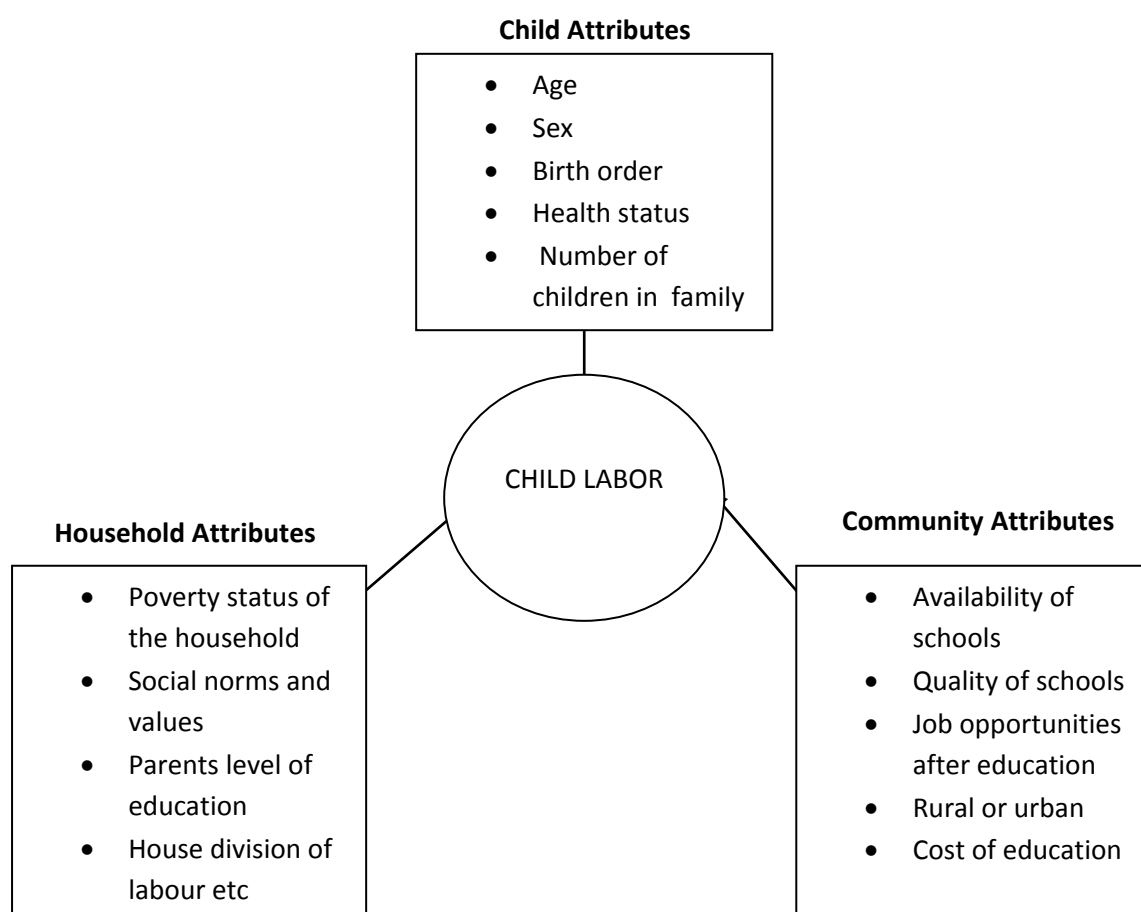 Child Attributes
• Age
• Sex
• Birth order
• Health status
• Number of
children in family
CHILD LABOR
Household Attributes
• Poverty status of
the household
• Social norms and
values
• Parents level of
education
• House division of
labour etc
Community Attributes
• Availability of
schools
• Quality of schools
• Job opportunities
after education
• Rural or urban
• Cost of education